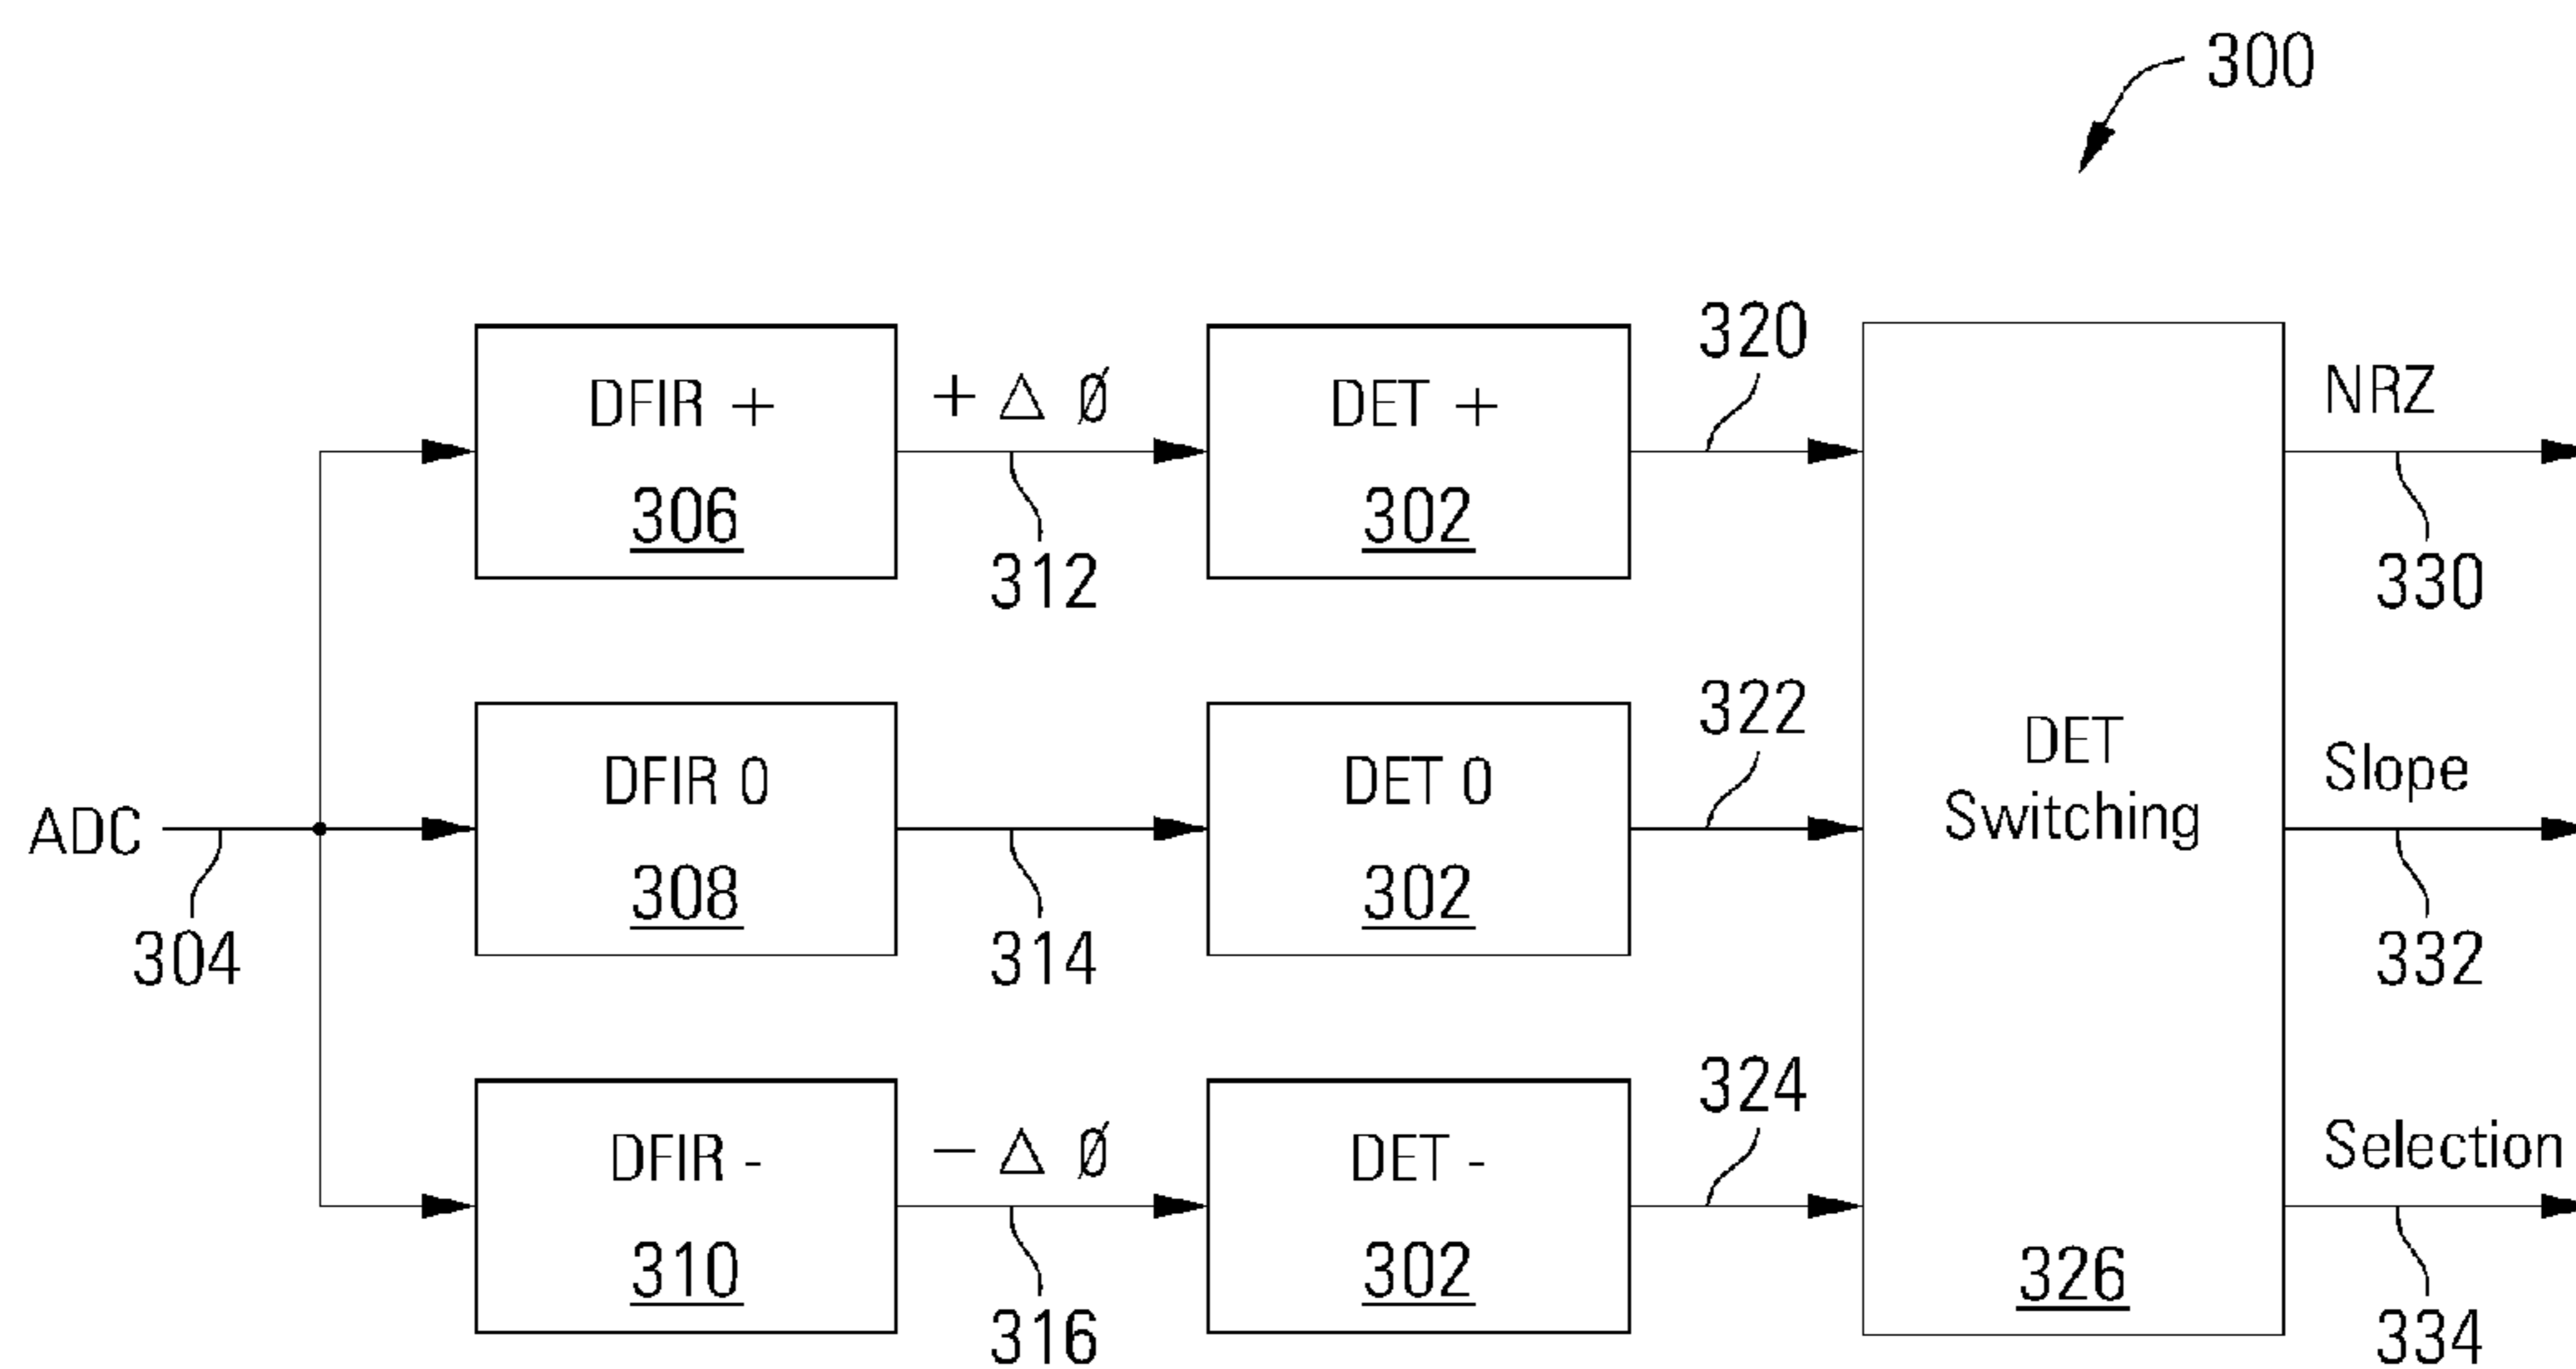 300
DFIR +
306
+ △ Ø
312
DET +
302
320
NRZ
330
ADC
304
DFIR 0
308
314
DET 0
302
322
DET
Switching
326
Slope
332
DFIR -
310
− △ Ø
316
DET -
302
324
Selection
334